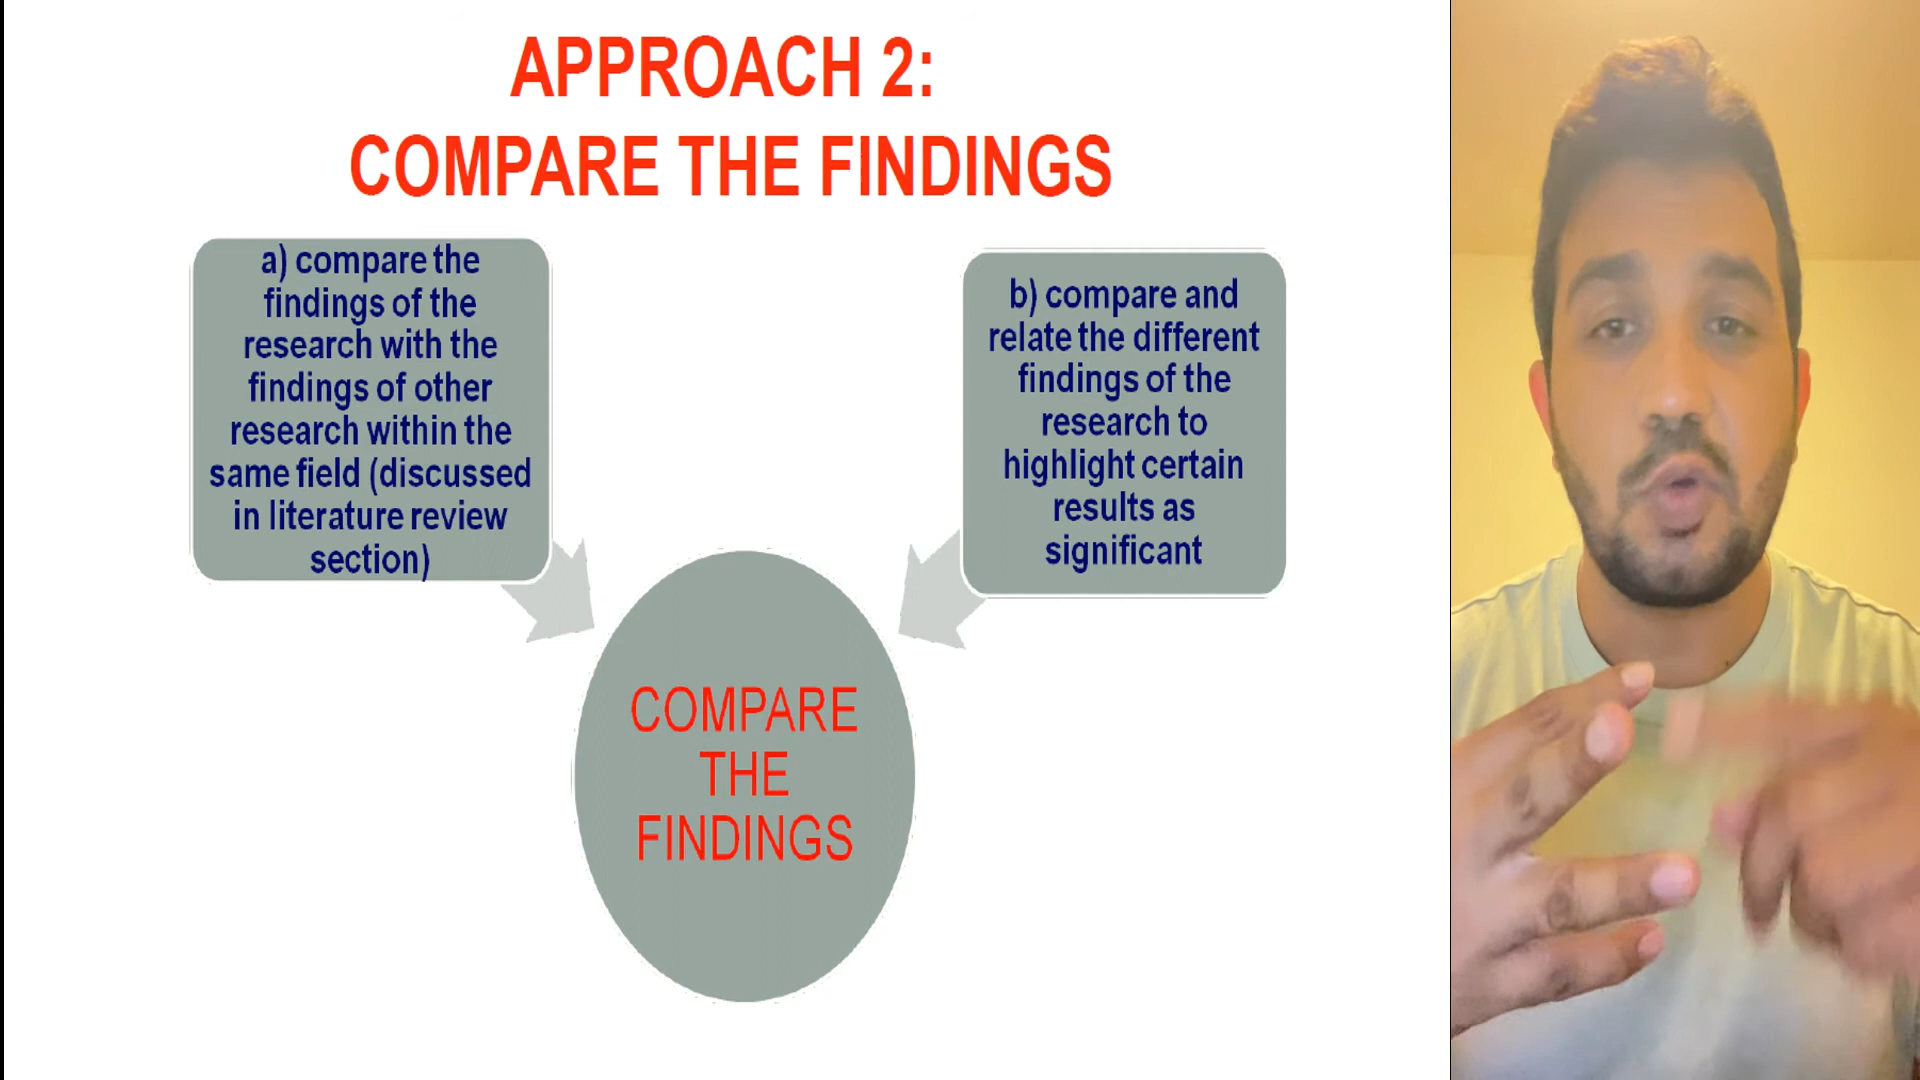 APPROACH 2:
COMPARE THE FINDINGS
a) compare the
findings of the
research with the
findings of other
research within the
same field (discussed
in literature review
section)
b) compare and
relate the different
findings of the
research to
highlight certain
results as
significant
COMPARE
THE
FINDINGS